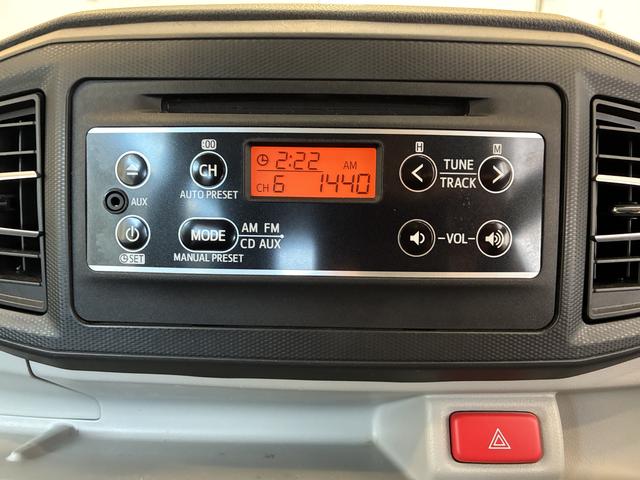 :00
H
M
2:22 AM
CH
TUNE
TRACK
CH 6 1440
AUTO PRESET
AUX
MODE
AM FM
CD AUX
VOL
SET
MANUAL PRESET